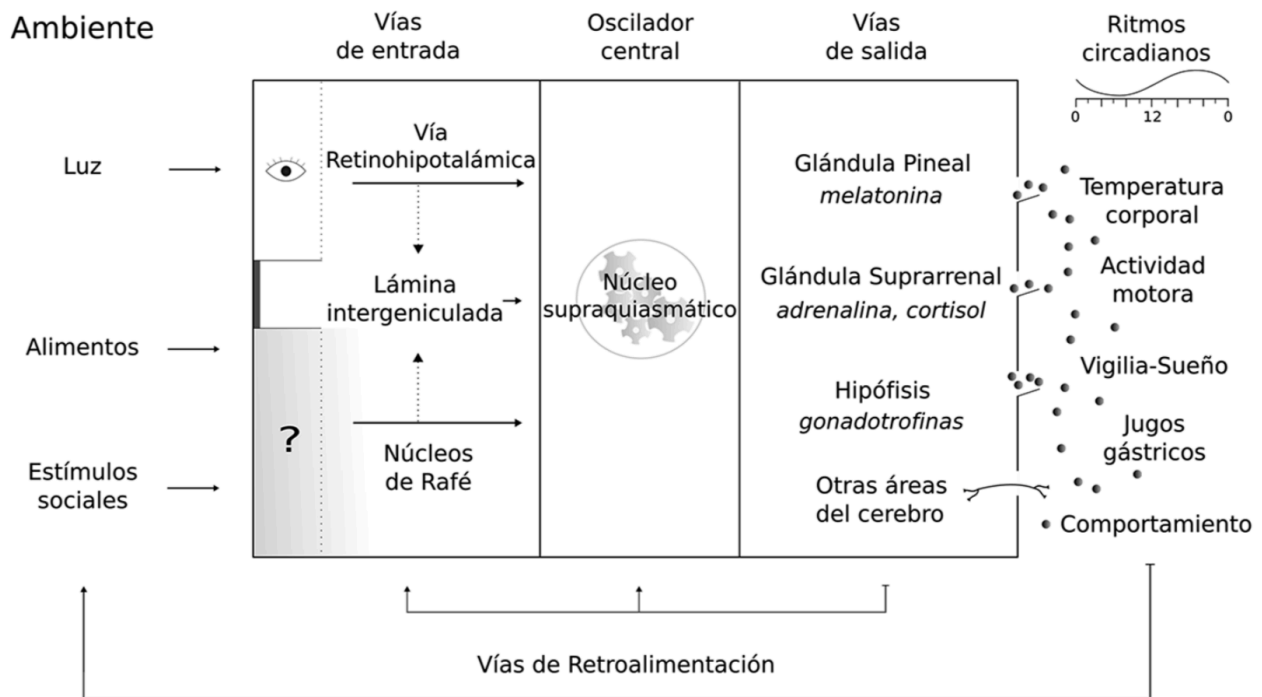 Ambiente
Vías
de entrada
Oscilador
central
Vías
de salida
Ritmos
circadianos
0 12 0
Luz
Vía
Retinohipotalámica
Lámina
intergeniculada
Núcleos
de Rafé
Alimentos
?
Estímulos
sociales
Núcleo
supraquiasmático
Glándula Pineal
melatonina
Glándula Suprarrenal
adrenalina, cortisol
Hipófisis
gonadotrofinas
Otras áreas
del cerebro
Temperatura
corporal
Actividad
motora
Vigilia-Sueño
Jugos
gástricos
Comportamiento
Vías de Retroalimentación